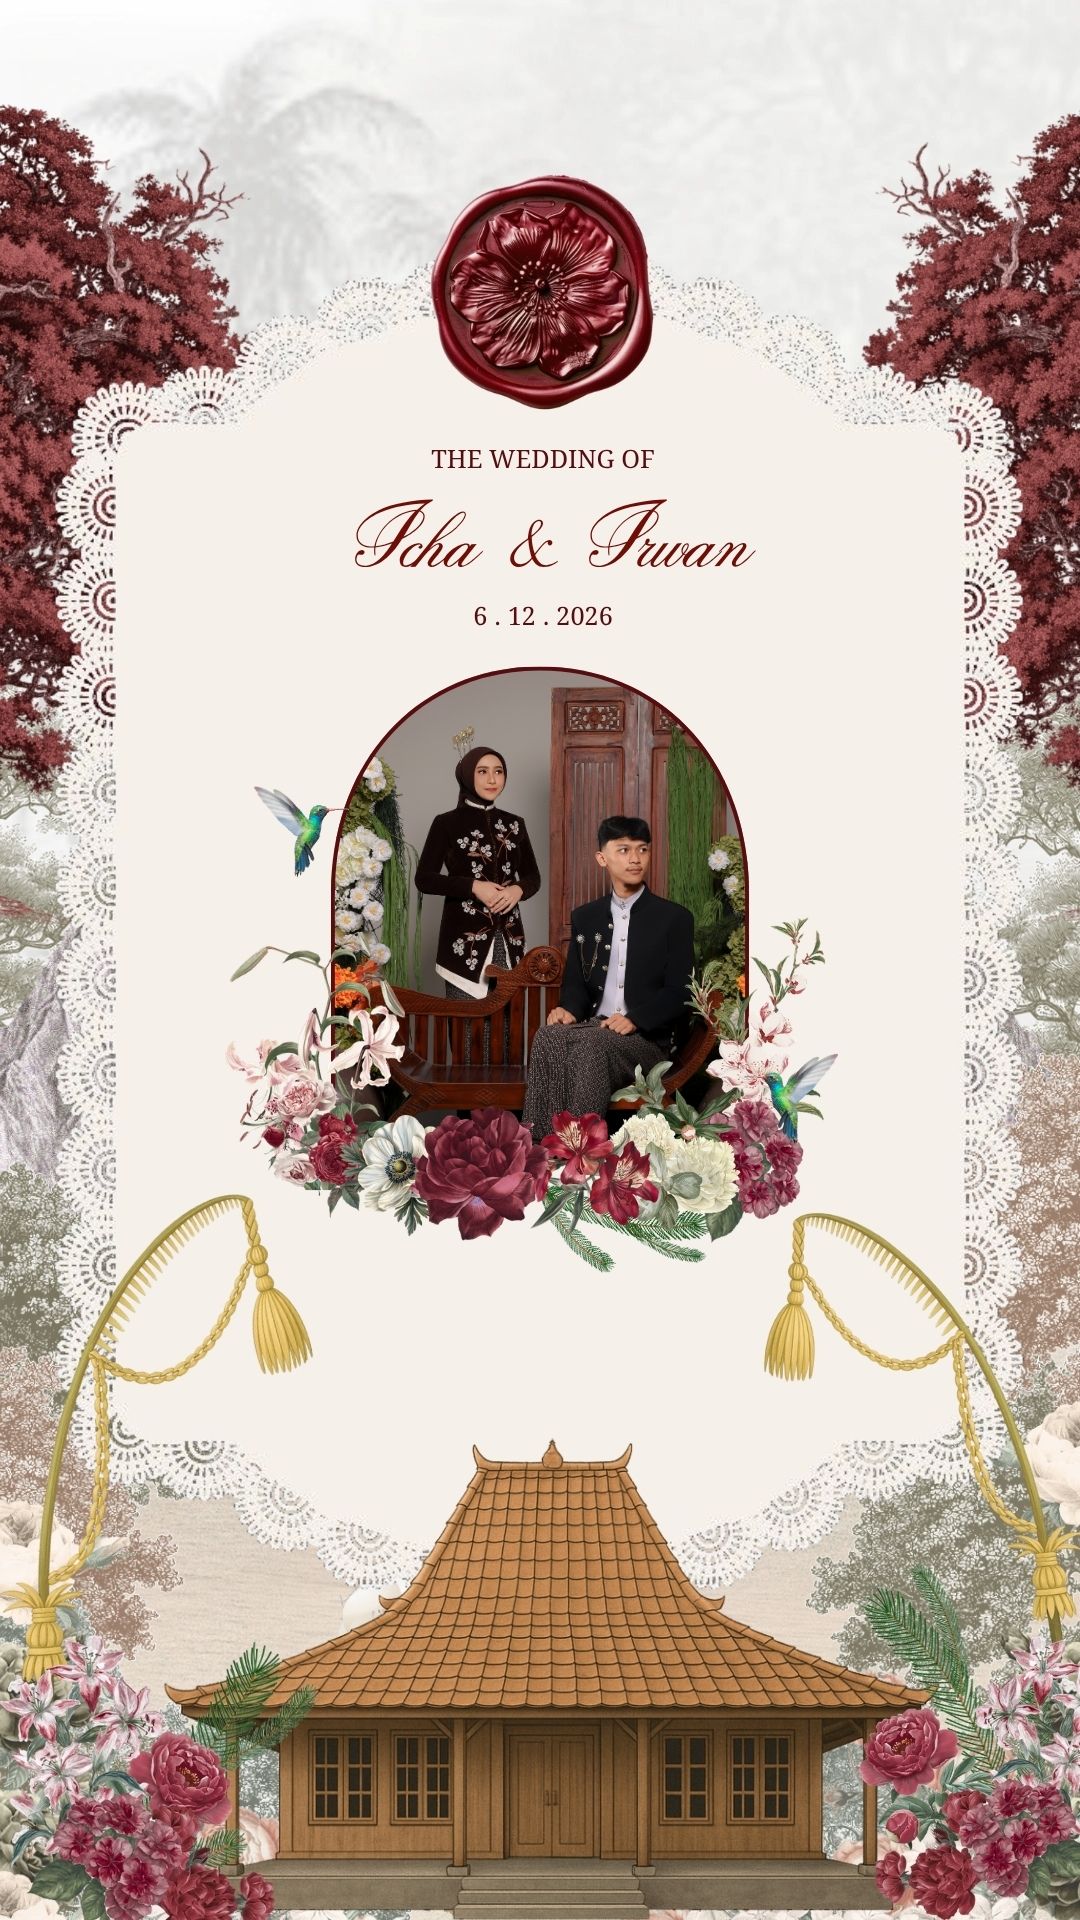 THE WEDDING OF
Icha & Irwan
6 . 12 . 2026